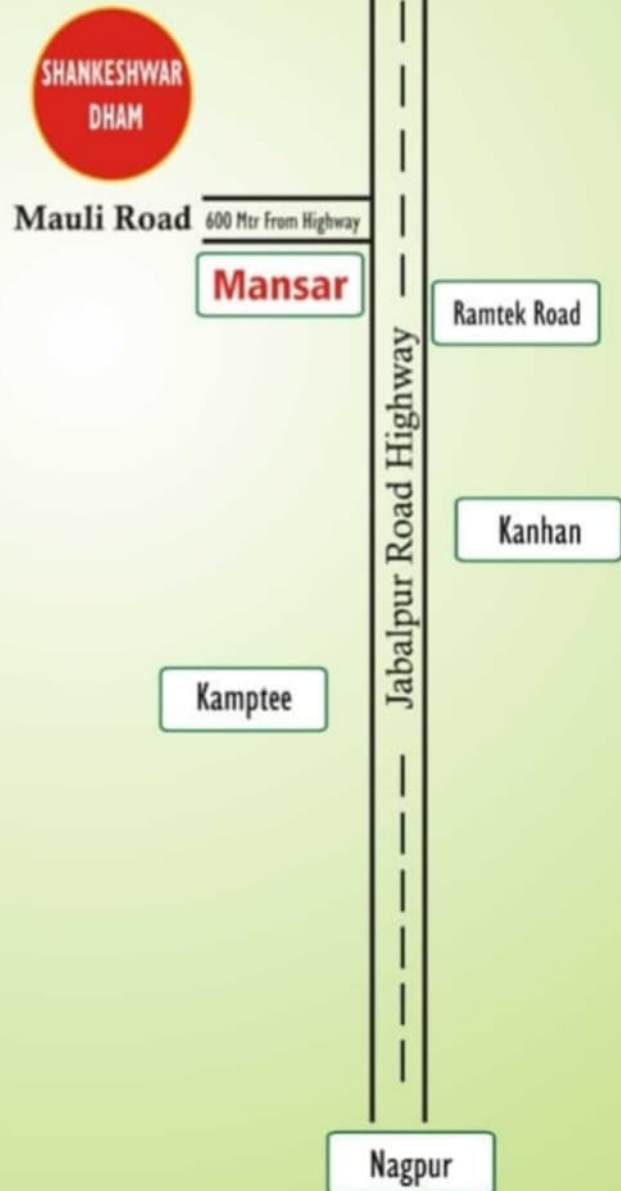 SHANKESHWAR
DHAM
Mauli Road
600 Mtr From Highway
Mansar
Ramtek Road
Jabalpur Road Highway
Kanhan
Kamptee
Nagpur